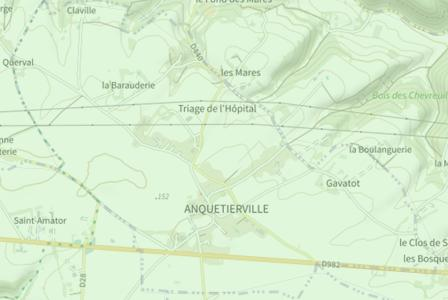 le Fond des Mares
Claville
D840
Querval
les Mares
la Barauderie
Bois des Chevreuil
Triage de l'Hôpital
la Boulanguerie
Gavatot
152
ANQUETIERVILLE
Saint-Amator
le Clos de S
les Bosque
D982
D28